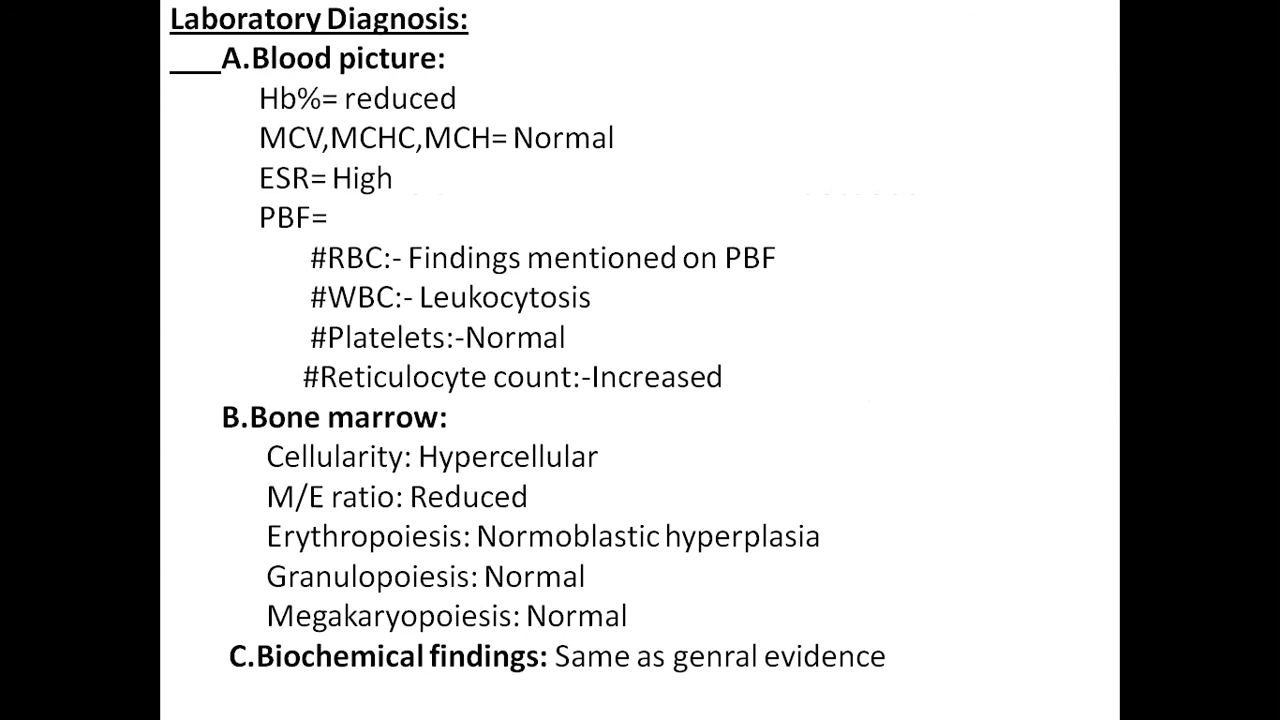 Laboratory Diagnosis:
___A.Blood picture:
Hb%= reduced
MCV,MCHC,MCH= Normal
ESR= High
PBF=
#RBC:- Findings mentioned on PBF
#WBC:- Leukocytosis
#Platelets:-Normal
#Reticulocyte count:-Increased
B.Bone marrow:
Cellularity: Hypercellular
M/E ratio: Reduced
Erythropoiesis: Normoblastic hyperplasia
Granulopoiesis: Normal
Megakaryopoiesis: Normal
C.Biochemical findings: Same as genral evidence